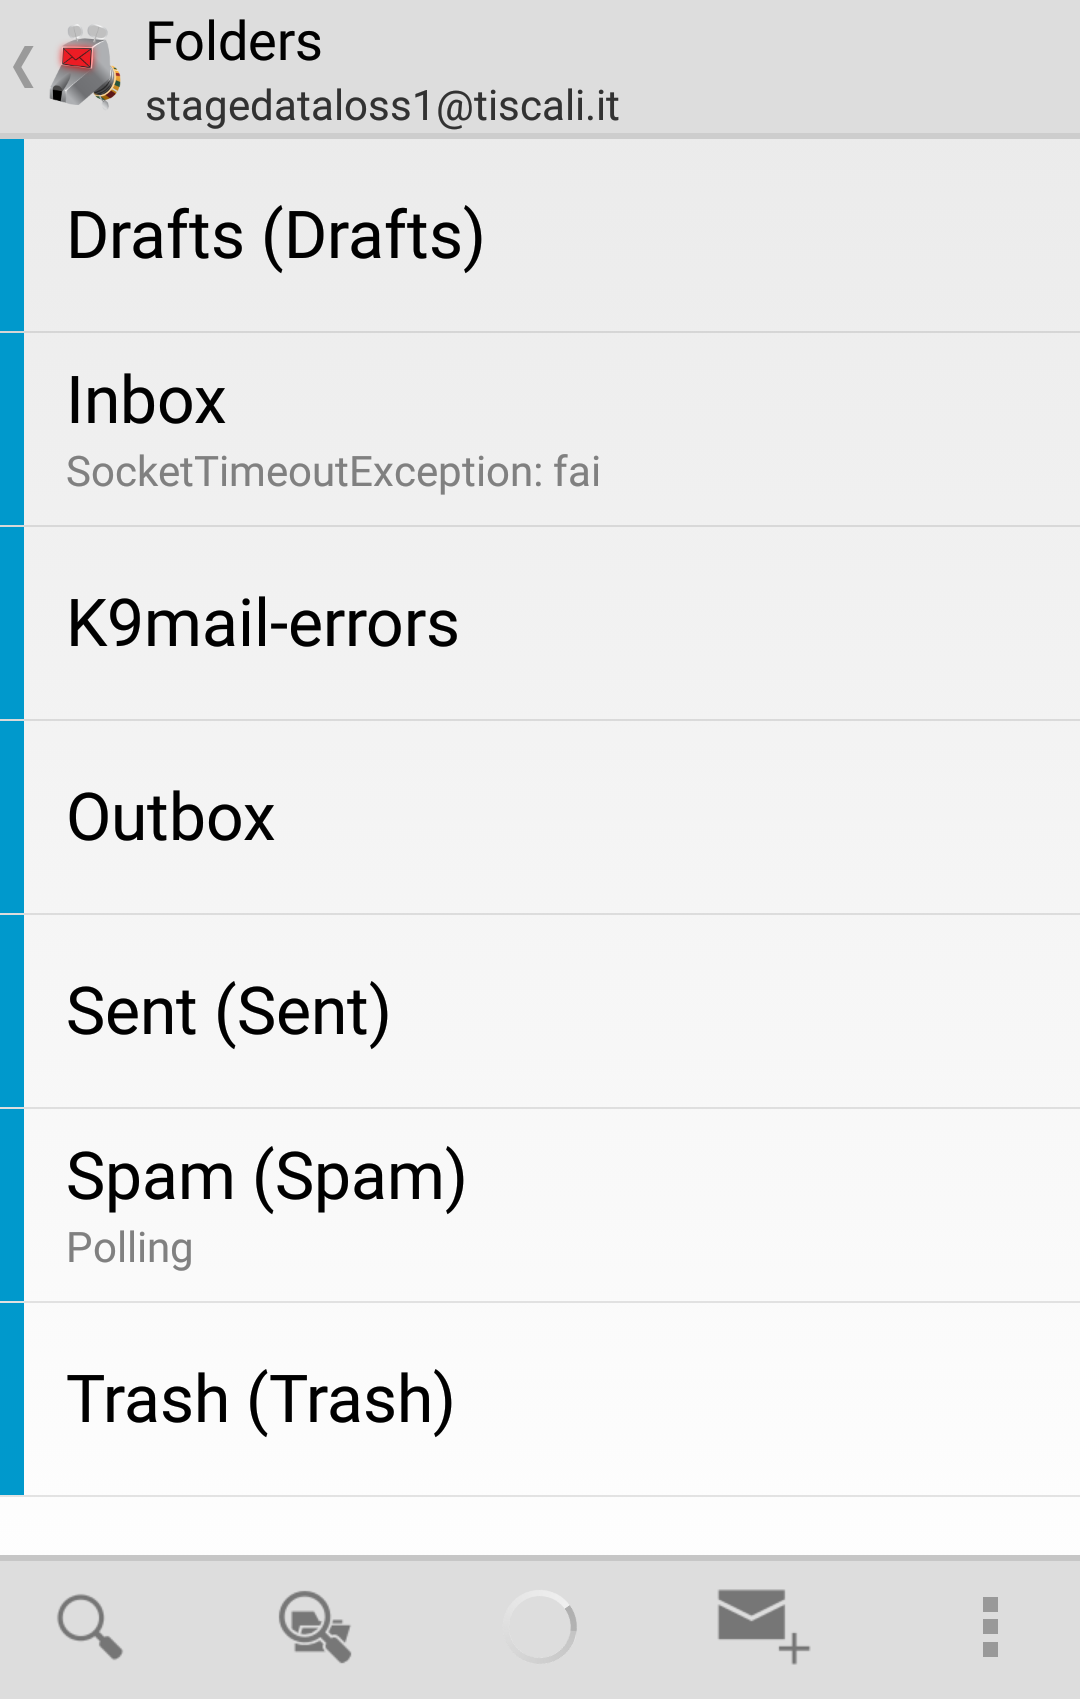 Folders
stagedataloss1@tiscali.it
Drafts (Drafts)
Inbox
SocketTimeoutException: fai
K9mail-errors
Outbox
Sent (Sent)
Spam (Spam)
Polling
Trash (Trash)